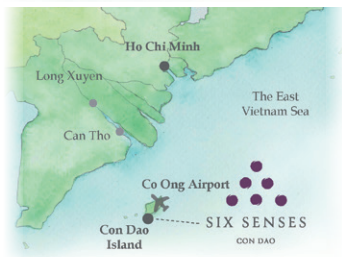 Ho Chi Minh
Long Xuyen
The East
Vietnam Sea
Can Tho
Co Ong Airport
SIX SENSES
CON DAO
Con Dao
Island